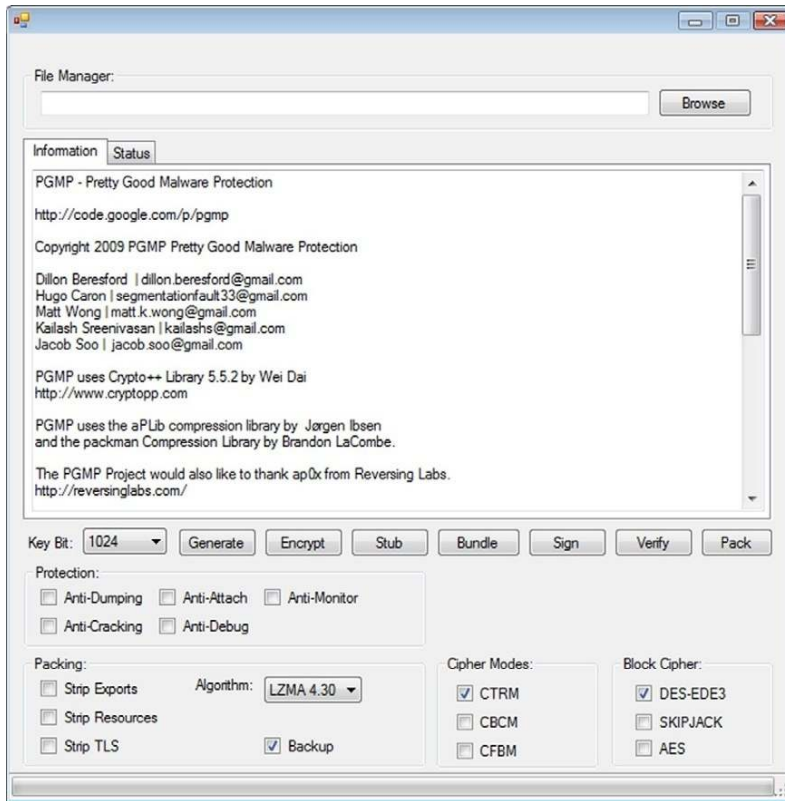 File Manager:
Browse
Information Status
PGMP - Pretty Good Malware Protection
http://code.google.com/p/pgmp
Copyright 2009 PGMP Pretty Good Malware Protection
Dillon Beresford | dillon.beresford@gmail.com
Hugo Caron | segmentationfault33@gmail.com
Matt Wong | matt.k.wong@gmail.com
Kailash Sreenivasan | kailashs@gmail.com
Jacob Soo | jacob.soo@gmail.com
PGMP uses Crypto++ Library 5.5.2 by Wei Dai
http://www.cryptopp.com
PGMP uses the aPLib compression library by Jørgen Ibsen
and the packman Compression Library by Brandon LaCombe.
The PGMP Project would also like to thank ap0x from Reversing Labs.
http://reversinglabs.com/
Key Bit: 1024 Generate Encrypt Stub Bundle Sign Verify Pack
Protection:
Anti-Dumping Anti-Attach Anti-Monitor
Anti-Cracking Anti-Debug
Packing:
Strip Exports Algorithm: LZMA 4.30
Strip Resources
Strip TLS Backup
Cipher Modes:
CTRM
CBCM
CFBM
Block Cipher:
DES-EDE3
SKIPJACK
AES